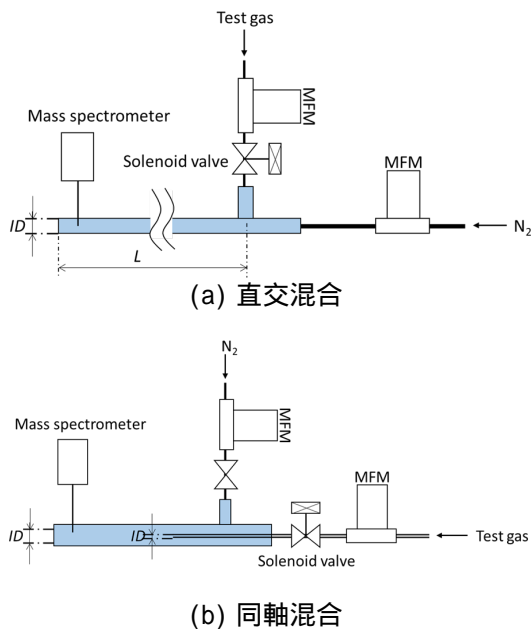 Test gas
MFM
Mass spectrometer
Solenoid valve
MFM
ID
N2
L
(a) 直交混合
N2
MFM
Mass spectrometer
MFM
ID
ID
Test gas
Solenoid valve
(b) 同軸混合